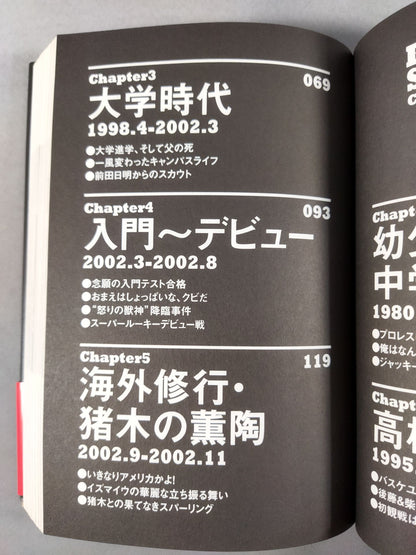 Chapter3
069
大学時代
1998.4-2002.3
●大学進学、そして父の死
●一風変わったキャンパスライフ
●前田日明からのスカウト
Chapter4
093
入門〜デビュー
2002.3-2002.8
●念願の入門テスト合格
●おまえはしょっぱいな、クビだ
●“怒りの獣神”降臨事件
●スーパールーキーデビュー戦
Chapter5
119
海外修行・
猪木の薫陶
2002.9-2002.11
●いきなりアメリカかよ!
●イズマイウの華麗な立ち振る舞い
●猪木との果てなきスパーリング
中学
1980
●プロレス
●俺はなん
●ジャッキー
高校
1995
●バスケ
●後藤&柴
●初観戦は